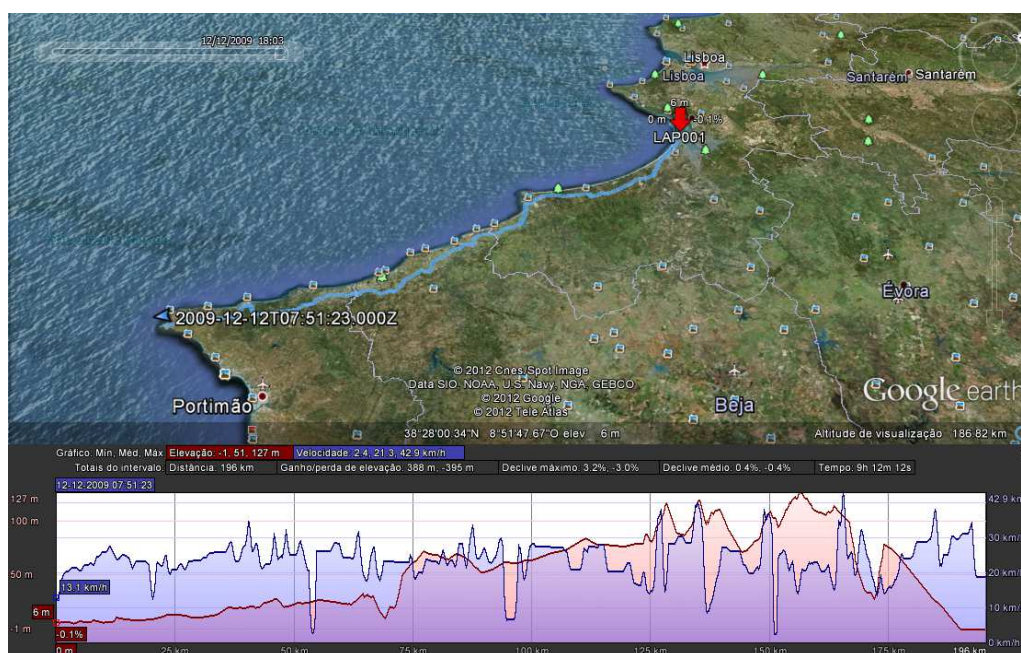 12/12/2009 18:03
Lisboa
Lisboa
Santarém
Santarém
6 m
0 m
-0.1%
LAP001
Évora
2009-12-12T07:51:23.000Z
Portimão
Beja
© 2012 Cnes/Spot Image
Data SIO, NOAA, U.S. Navy, NGA, GEBCO
© 2012 Google
© 2012 Tele Atlas
Google earth
38°28'00.34"N 8°51'47.67"O elev 6 m
Altitude de visualização 186.82 km
Gráfico: Mín, Méd, Máx Elevação: -1, 51, 127 m Velocidade: 2.4, 21.3, 42.9 km/h
Totais do intervalo: Distância: 196 km Ganho/perda de elevação: 388 m, -395 m Declive máximo: 3.2%, -3.0% Declive médio: 0.4%, -0.4% Tempo: 9h 12m 12s
12-12-2009 07:51:23
127 m
100 m
50 m
6 m
-1 m
13.1 km/h
-0.1%
42.9 km
30 km/h
20 km/h
10 km/h
0 km/h
0 m 25 km 50 km 75 km 100 km 125 km 150 km 175 km 196 km